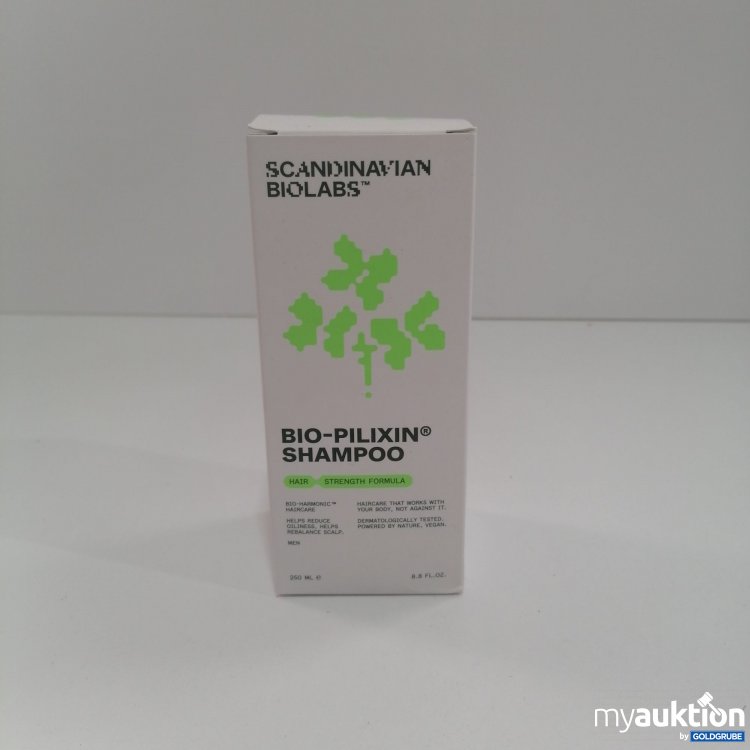 SCANDINAVIAN
BIOLABS™
BIO-PILIXIN®
SHAMPOO
HAIR STRENGTH FORMULA
BIO-HARMONIC™
HAIRCARE
HELPS REDUCE
OILINESS, HELPS
REBALANCE SCALP.
MEN
HAIRCARE THAT WORKS WITH
YOUR BODY, NOT AGAINST IT.
DERMATOLOGICALLY TESTED.
POWERED BY NATURE, VEGAN.
250 ML ℮
8.8 FL.OZ.
myauktion
by GOLDGRUBE